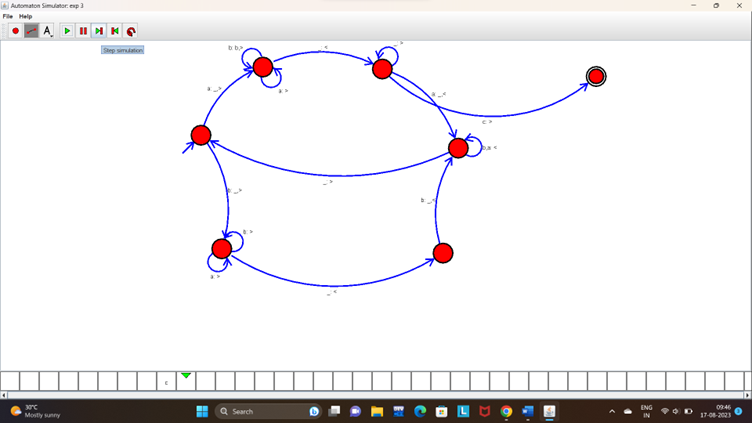 Automaton Simulator: exp 3
File Help
A
Step simulation
b: b,>
_: <
_: >
a: _,>
a: >
a: _,<
c: >
b,a: <
_: >
b: _,>
b: _,<
b: >
a: >
_: <
c
30°C
Mostly sunny
Search
ENG
IN
09:46
17-08-2023